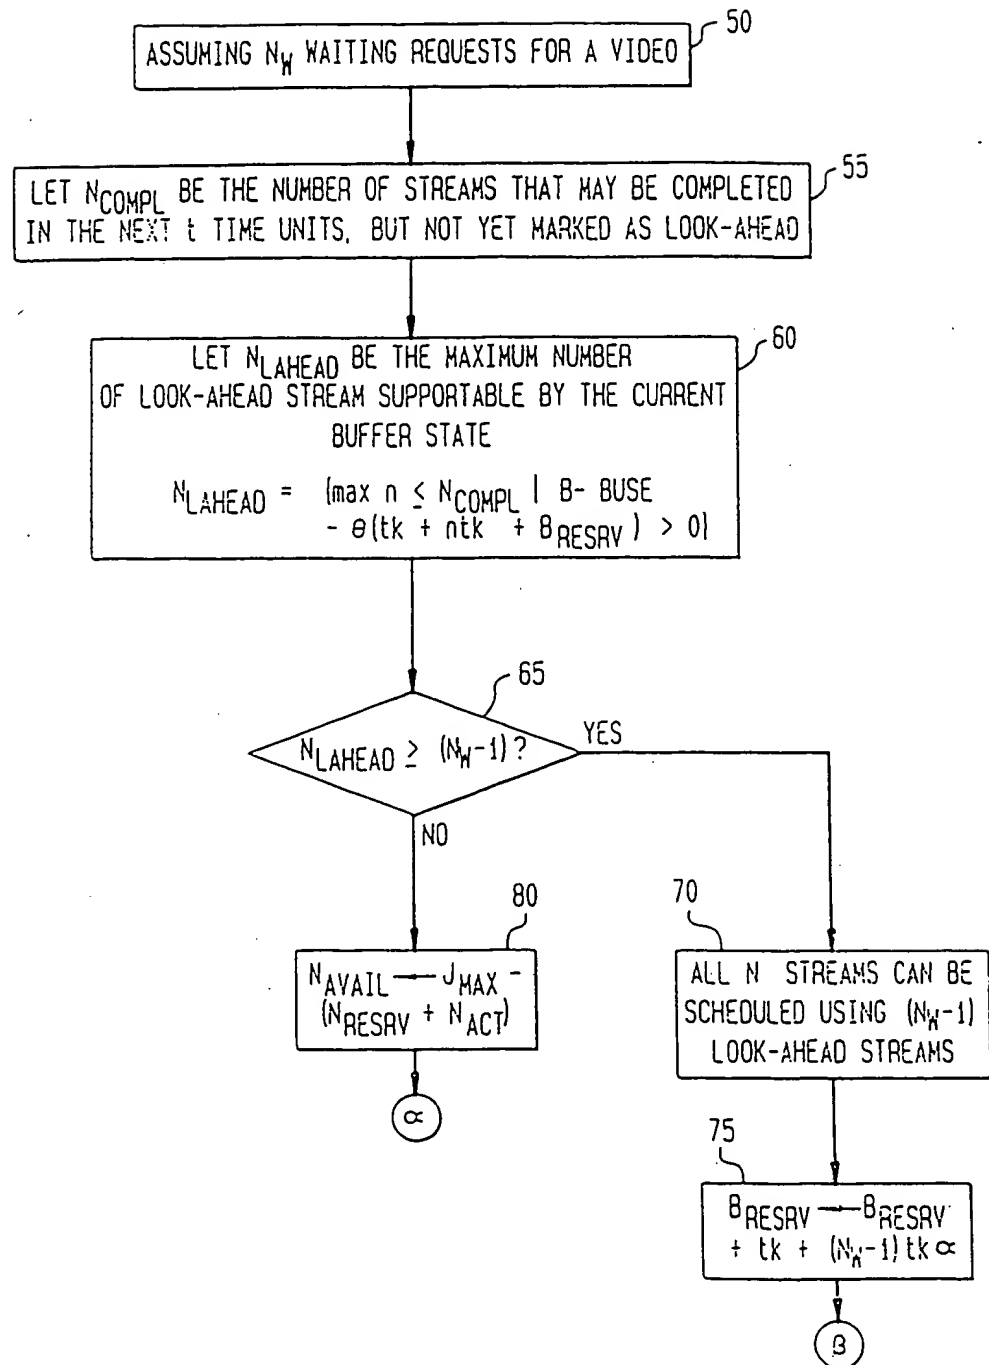 50
ASSUMING N_W WAITING REQUESTS FOR A VIDEO
55
LET N_COMPL BE THE NUMBER OF STREAMS THAT MAY BE COMPLETED
IN THE NEXT t TIME UNITS, BUT NOT YET MARKED AS LOOK-AHEAD
60
LET N_LAHEAD BE THE MAXIMUM NUMBER
OF LOOK-AHEAD STREAM SUPPORTABLE BY THE CURRENT
BUFFER STATE
N_LAHEAD = {max n ≤ N_COMPL | B- BUSE
- θ(tk + ntk + B_RESRV) > 0}
65
N_LAHEAD ≥ (N_W-1)?
YES
NO
80
N_AVAIL ← J_MAX -
(N_RESRV + N_ACT)
∝
70
ALL N STREAMS CAN BE
SCHEDULED USING (N_W-1)
LOOK-AHEAD STREAMS
75
B_RESRV ← B_RESRV
+ tk + (N_W-1) tk ∝
β